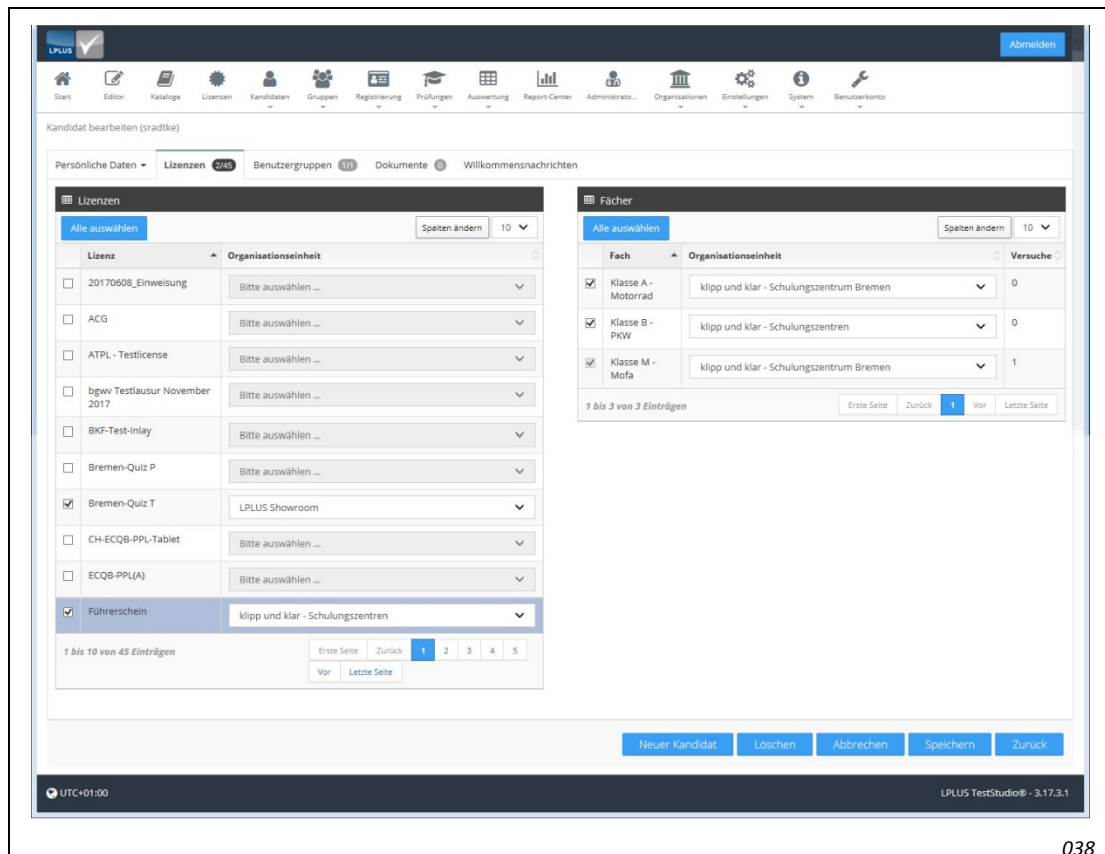 LPLUS
Abmelden
Start Editor Kataloge Lizenzen Kandidaten Gruppen Registrierung Prüfungen Auswertung Report-Center Administrato... Organisationen Einstellungen System Benutzerkonto
Kandidat bearbeiten (sradtke)
Persönliche Daten Lizenzen 2/45 Benutzergruppen 1/1 Dokumente 0 Willkommensnachrichten
Lizenzen
Alle auswählen Spalten ändern 10
Lizenz Organisationseinheit
20170608_Einweisung Bitte auswählen ...
ACG Bitte auswählen ...
ATPL - Testlicense Bitte auswählen ...
bgwv Testlausur November
2017 Bitte auswählen ...
BKF-Test-Inlay Bitte auswählen ...
Bremen-Quiz P Bitte auswählen ...
Bremen-Quiz T LPLUS Showroom
CH-ECQB-PPL-Tablet Bitte auswählen ...
ECQB-PPL(A) Bitte auswählen ...
Führerschein klipp und klar - Schulungszentren
1 bis 10 von 45 Einträgen Erste Seite Zurück 1 2 3 4 5
Vor Letzte Seite
Fächer
Alle auswählen Spalten ändern 10
Fach Organisationseinheit Versuche
Klasse A -
Motorrad klipp und klar - Schulungszentrum Bremen 0
Klasse B -
PKW klipp und klar - Schulungszentren 0
Klasse M -
Mofa klipp und klar - Schulungszentrum Bremen 1
1 bis 3 von 3 Einträgen Erste Seite Zurück 1 Vor Letzte Seite
Neuer Kandidat Löschen Abbrechen Speichern Zurück
UTC+01:00 LPLUS TestStudio® - 3.17.3.1
038